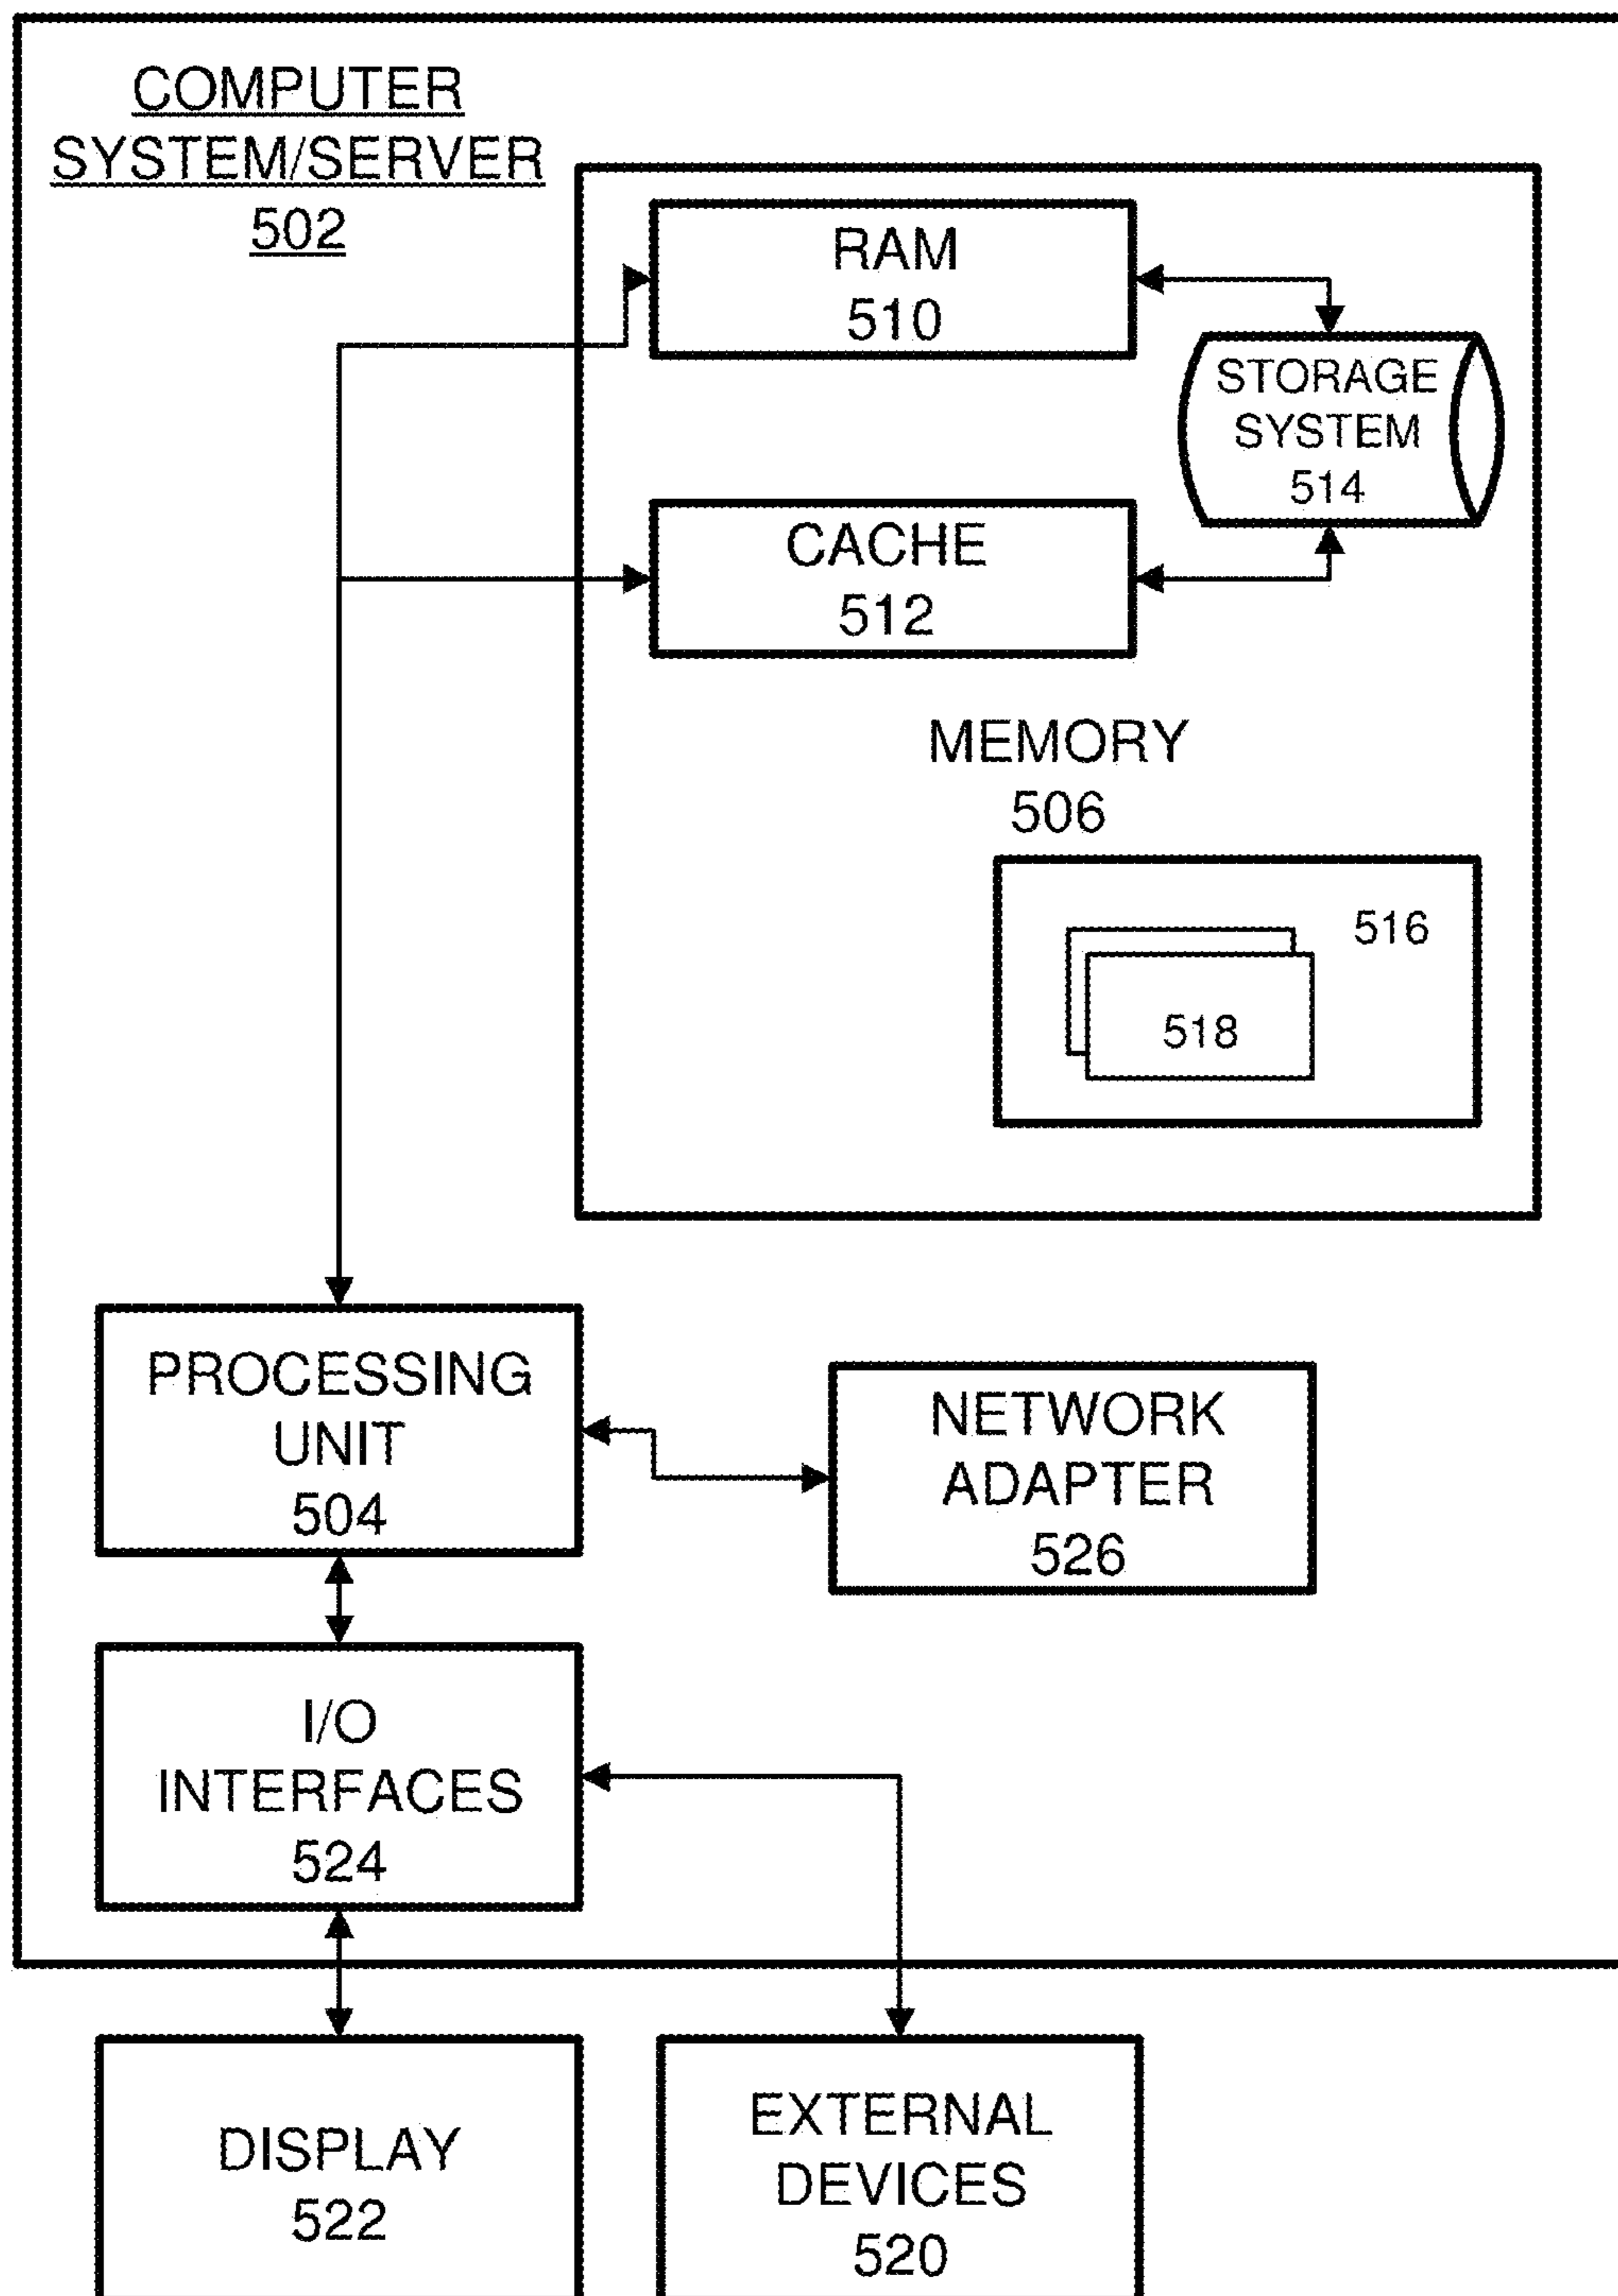 COMPUTER
SYSTEM/SERVER
502
RAM
510
STORAGE
SYSTEM
514
CACHE
512
MEMORY
506
516
518
PROCESSING
UNIT
504
NETWORK
ADAPTER
526
I/O
INTERFACES
524
DISPLAY
522
EXTERNAL
DEVICES
520